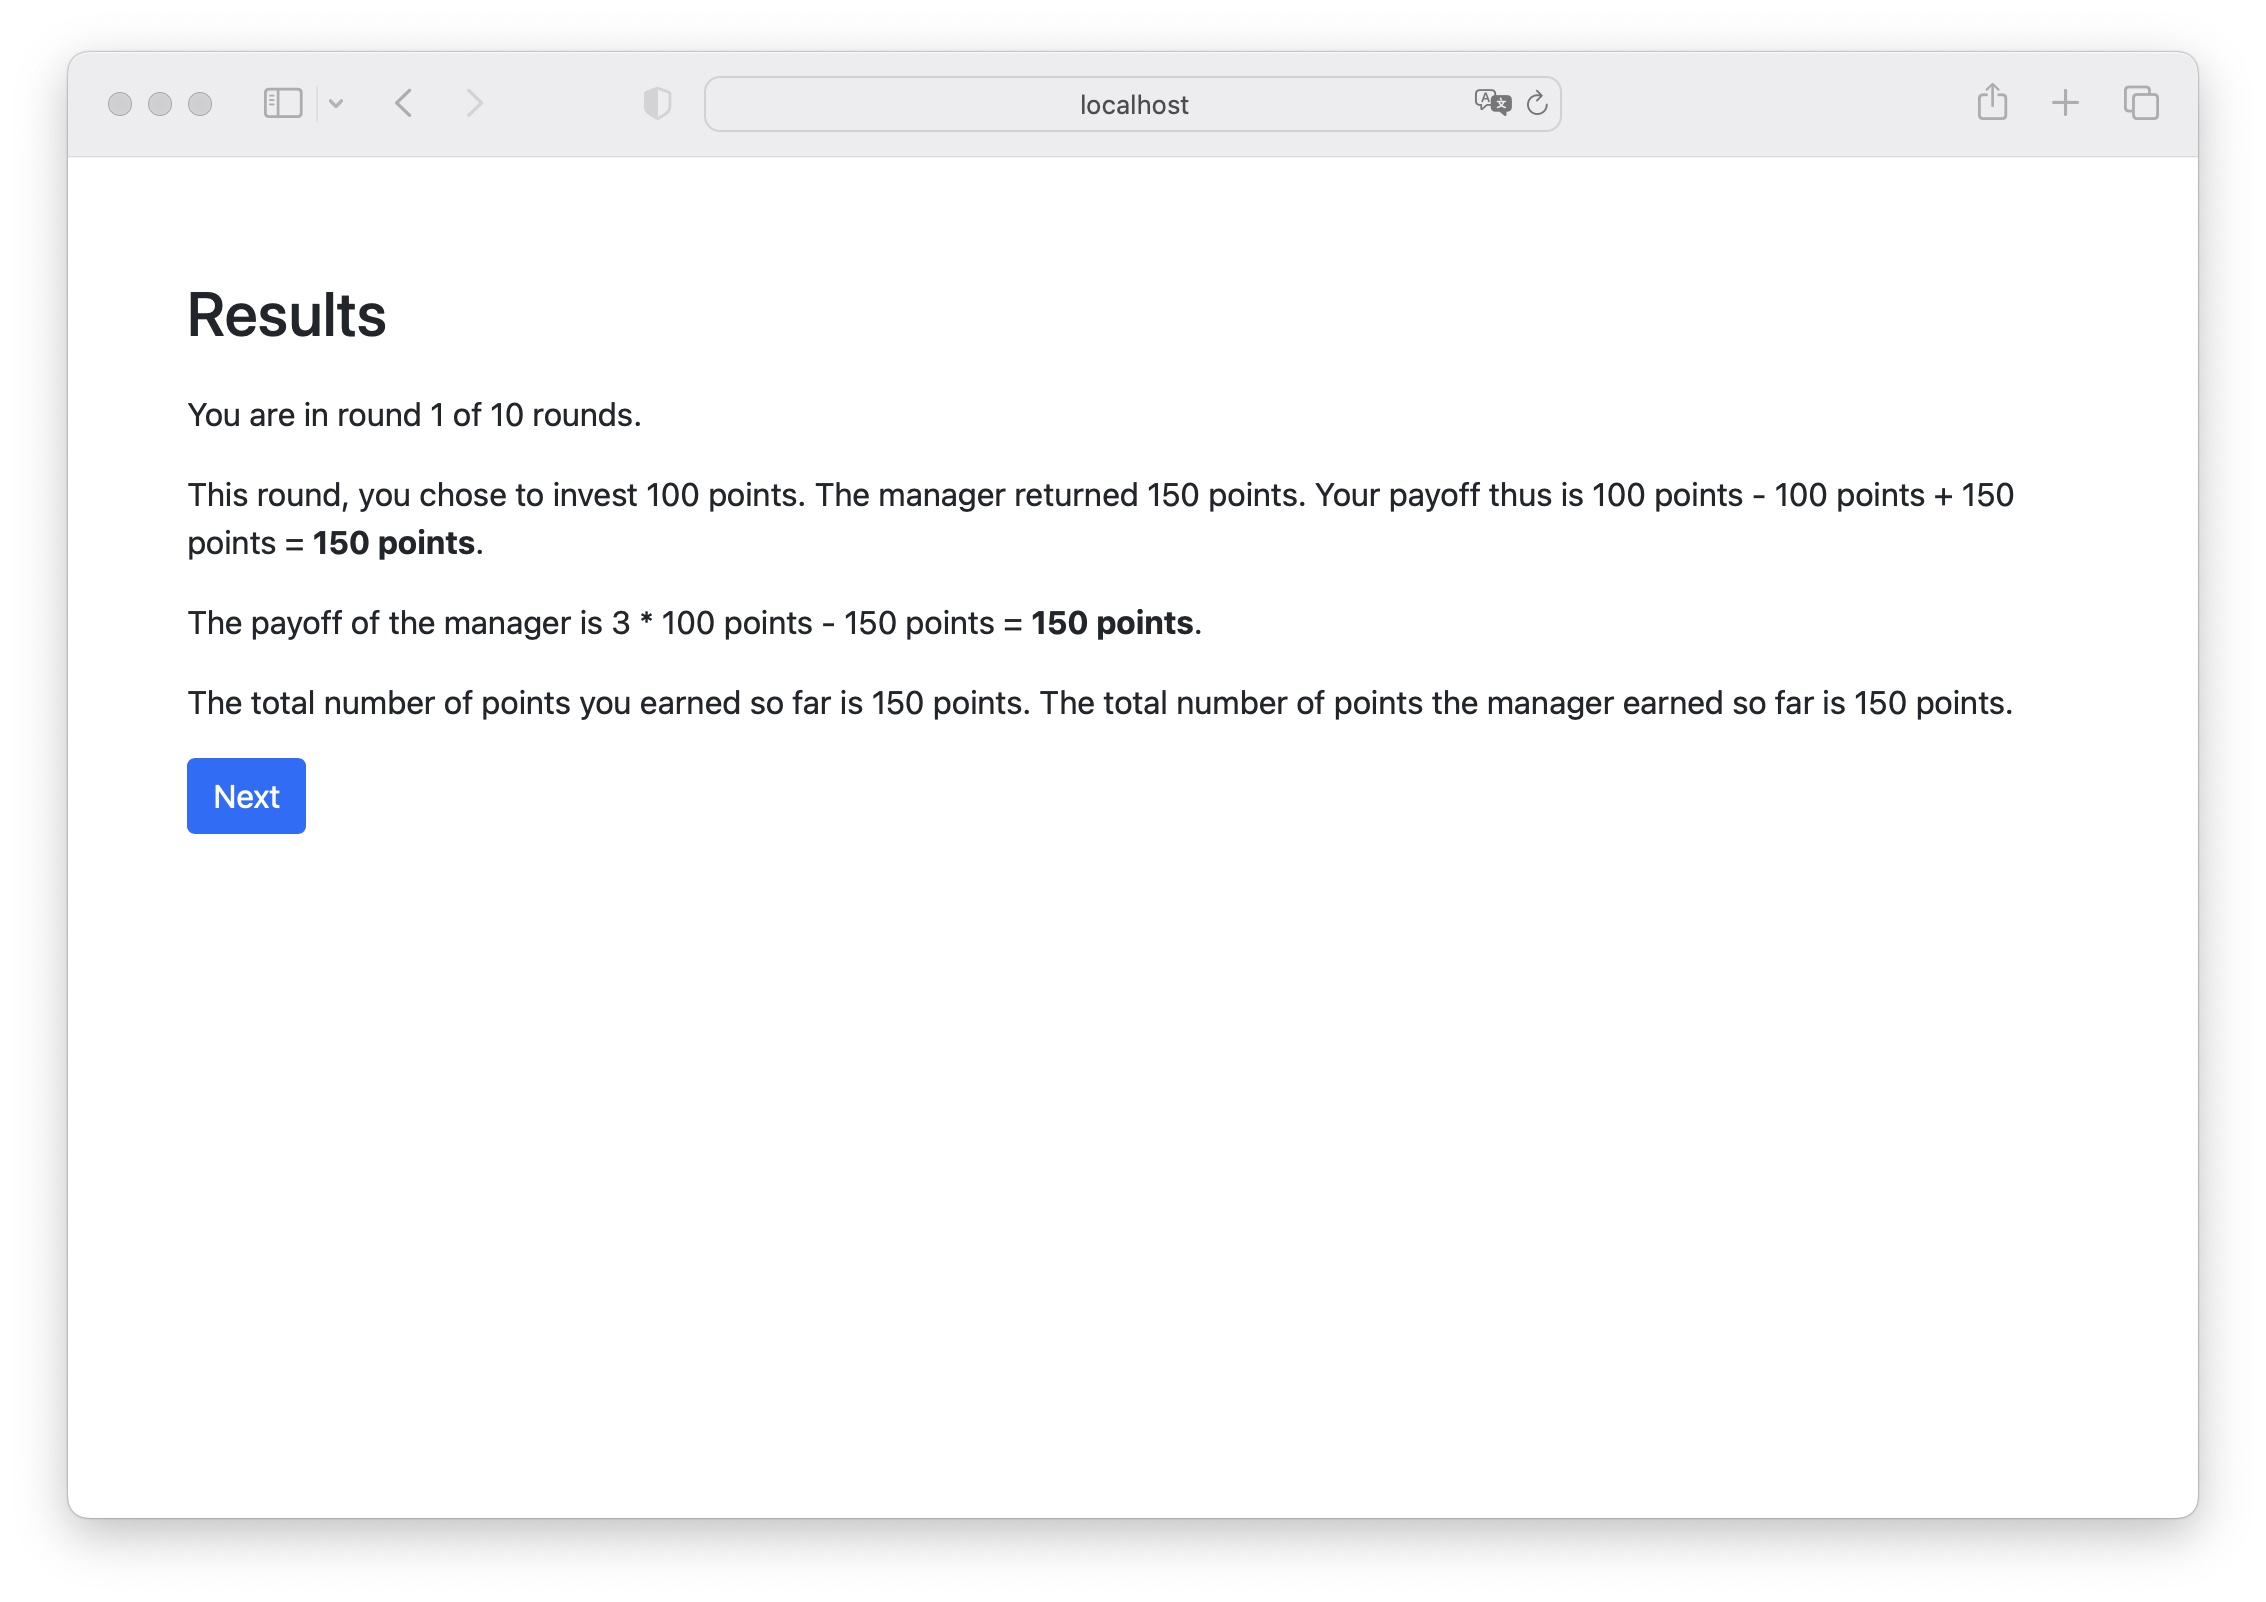 localhost
Results
You are in round 1 of 10 rounds.
This round, you chose to invest 100 points. The manager returned 150 points. Your payoff thus is 100 points - 100 points + 150
points = 150 points.
The payoff of the manager is 3 * 100 points - 150 points = 150 points.
The total number of points you earned so far is 150 points. The total number of points the manager earned so far is 150 points.
Next